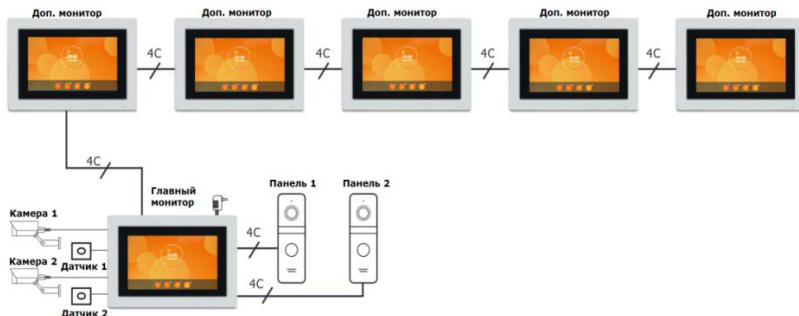 Доп. монитор
Доп. монитор
Доп. монитор
Доп. монитор
Доп. монитор
4C
4C
4C
4C
4C
Главный
монитор
Панель 1
Панель 2
Камера 1
4C
Датчик 1
Камера 2
4C
Датчик 2